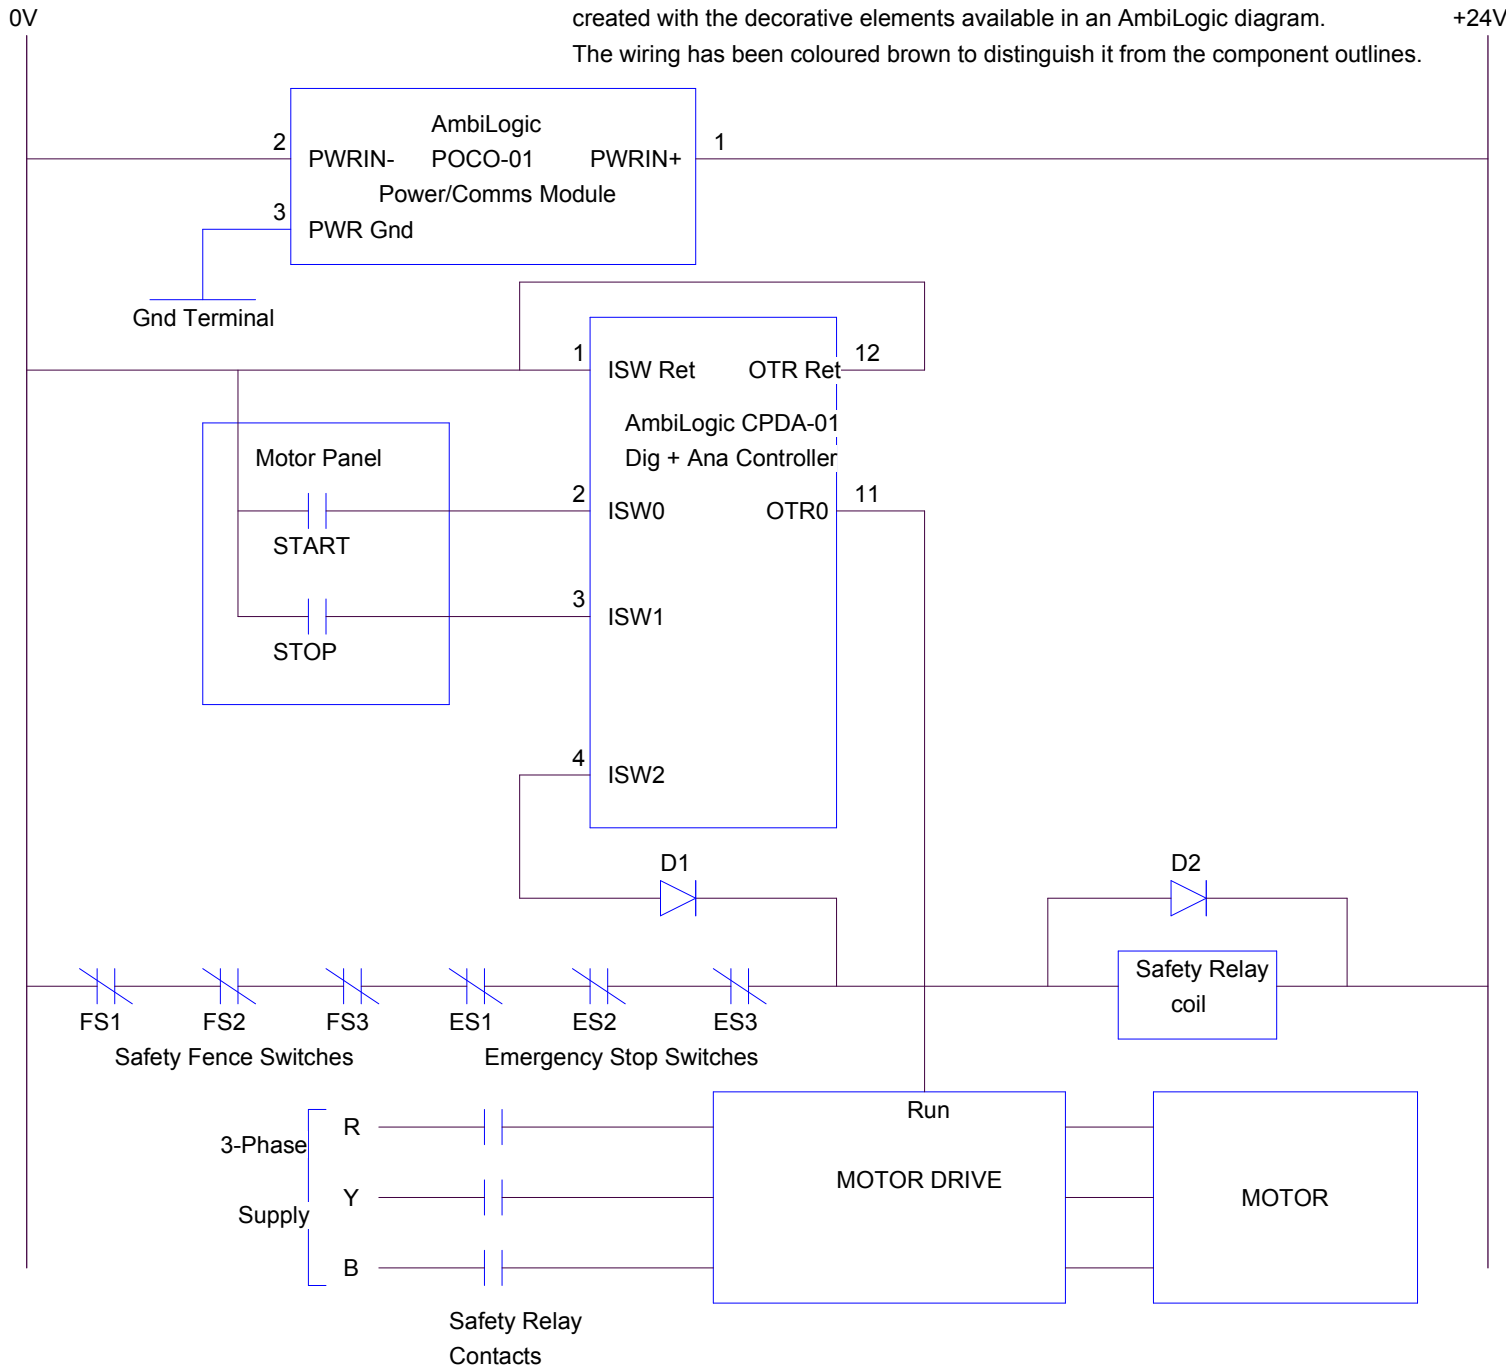 0V
created with the decorative elements available in an AmbiLogic diagram.
+24V
The wiring has been coloured brown to distinguish it from the component outlines.
AmbiLogic
2
PWRIN-
POCO-01
PWRIN+
1
Power/Comms Module
3
PWR Gnd
Gnd Terminal
1
ISW Ret
OTR Ret
12
AmbiLogic CPDA-01
Dig + Ana Controller
Motor Panel
2
ISW0
OTR0
11
START
3
ISW1
STOP
4
ISW2
D1
D2
Safety Relay
coil
FS1
FS2
FS3
ES1
ES2
ES3
Safety Fence Switches
Emergency Stop Switches
Run
R
3-Phase
MOTOR DRIVE
Y
MOTOR
Supply
B
Safety Relay
Contacts